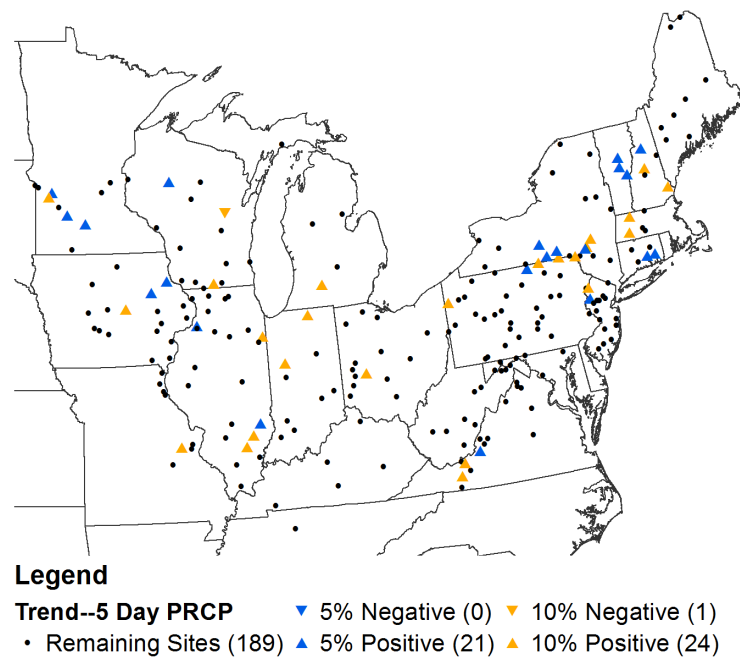 Legend
Trend--5 Day PRCP ▼ 5% Negative (0) ▼ 10% Negative (1)
• Remaining Sites (189) ▲ 5% Positive (21) ▲ 10% Positive (24)